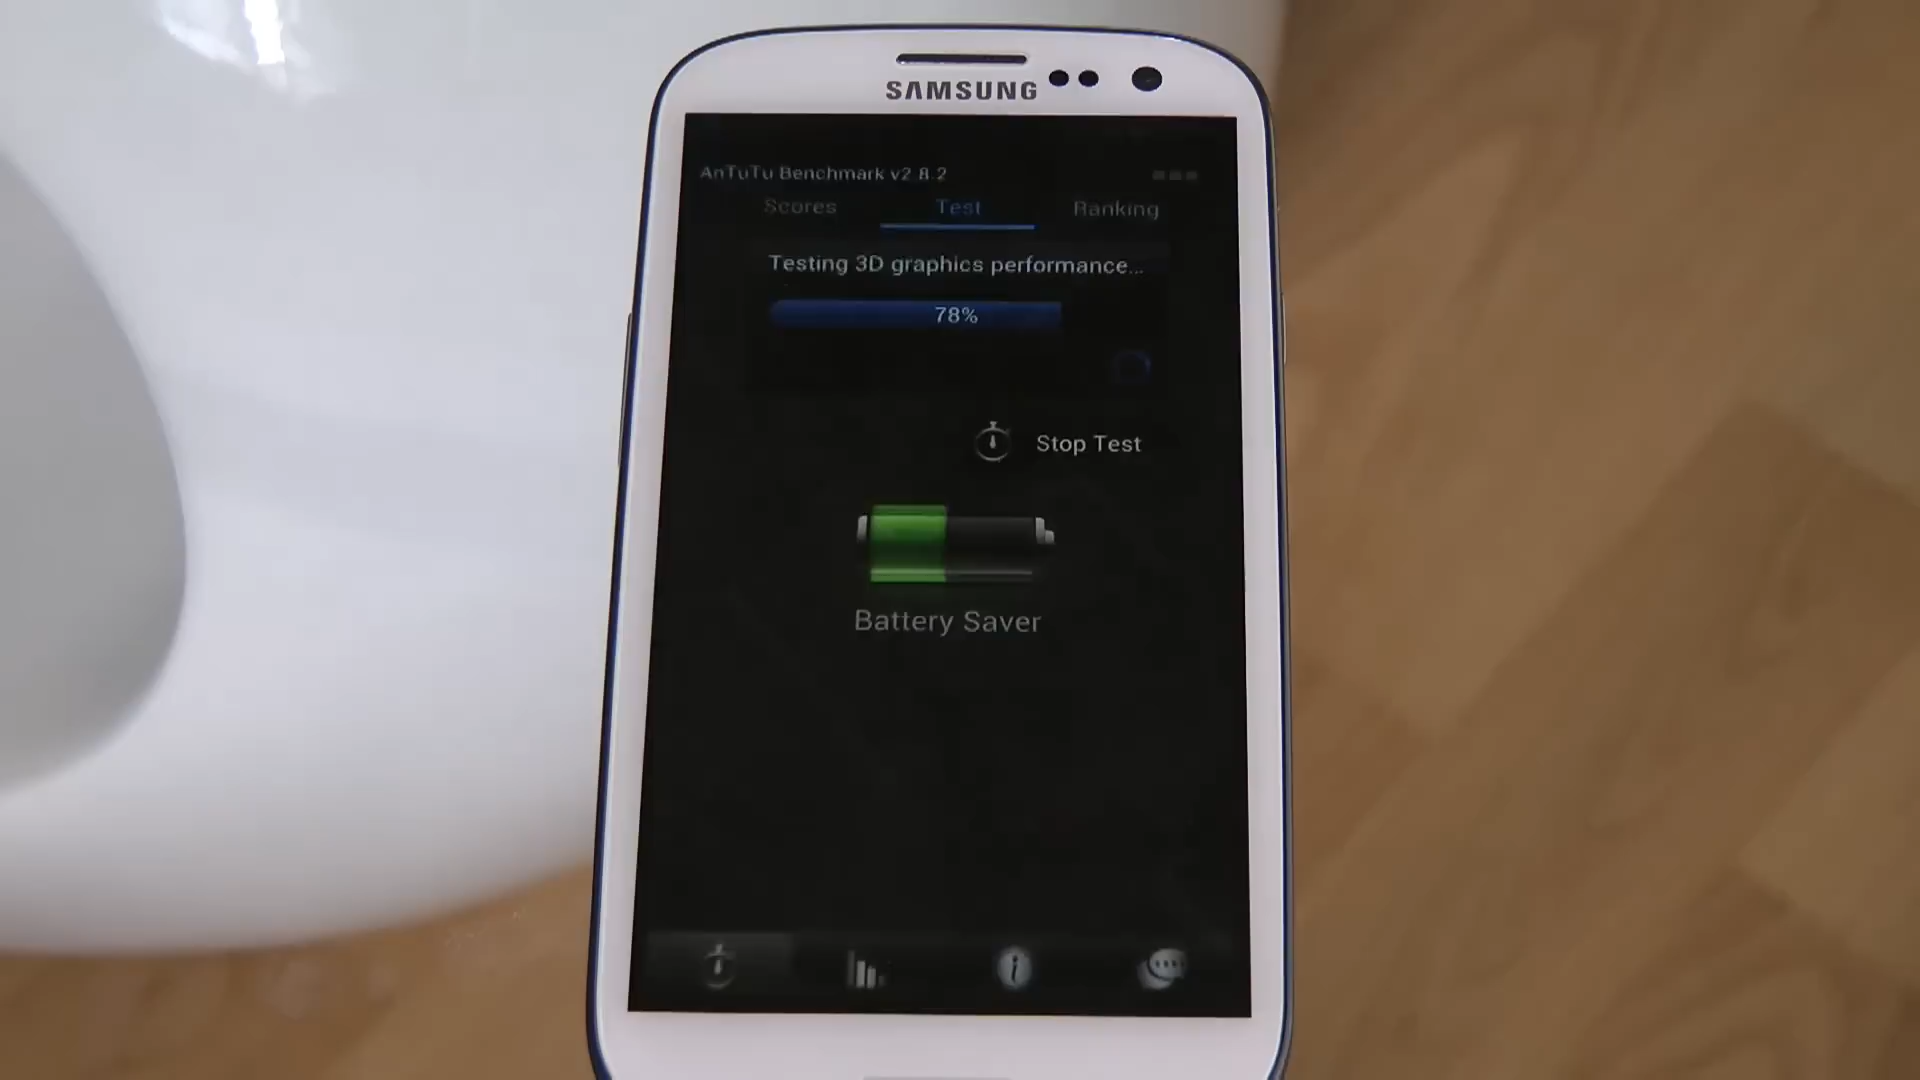 SAMSUNG
AnTuTu Benchmark v2.8.2
Scores Test Ranking
Testing 3D graphics performance...
78%
Stop Test
Battery Saver